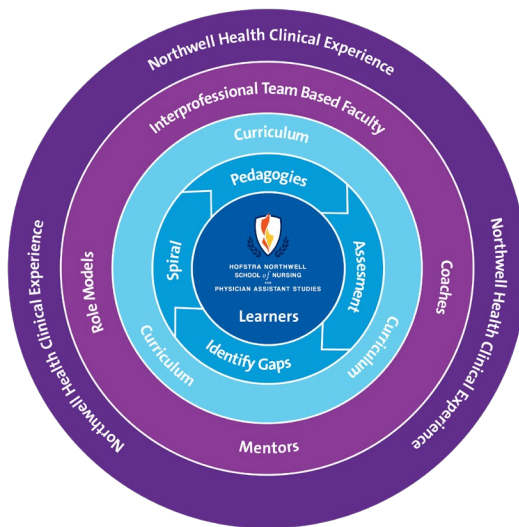 Northwell Health Clinical Experience
Interprofessional Team Based Faculty
Curriculum
Pedagogies
HOFSTRA NORTHWELL
SCHOOL of NURSING
AND
PHYSICIAN ASSISTANT STUDIES
Learners
Spiral
Assesment
Identify Gaps
Role Models
Coaches
Curriculum
Curriculum
Mentors
Northwell Health Clinical Experience
Northwell Health Clinical Experience